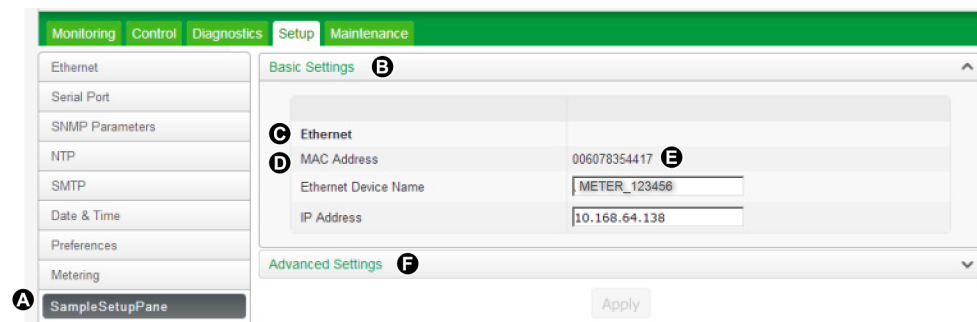 Monitoring Control Diagnostics Setup Maintenance
Ethernet
Serial Port
SNMP Parameters
NTP
SMTP
Date & Time
Preferences
Metering
A SampleSetupPane
Basic Settings B
C Ethernet
D MAC Address 006078354417 E
Ethernet Device Name METER_123456
IP Address 10.168.64.138
Advanced Settings F
Apply